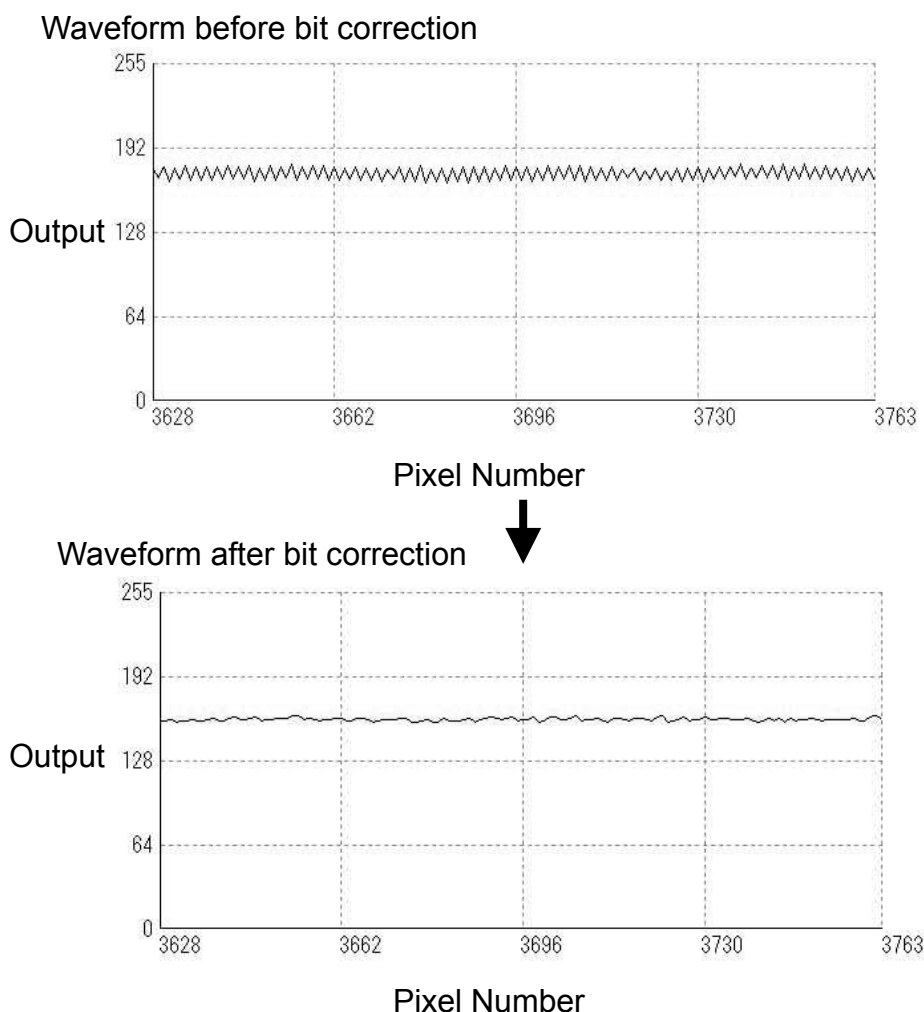 Waveform before bit correction
255
192
Output 128
64
0
3628 3662 3696 3730 3763
Pixel Number
Waveform after bit correction
255
192
Output 128
64
0
3628 3662 3696 3730 3763
Pixel Number